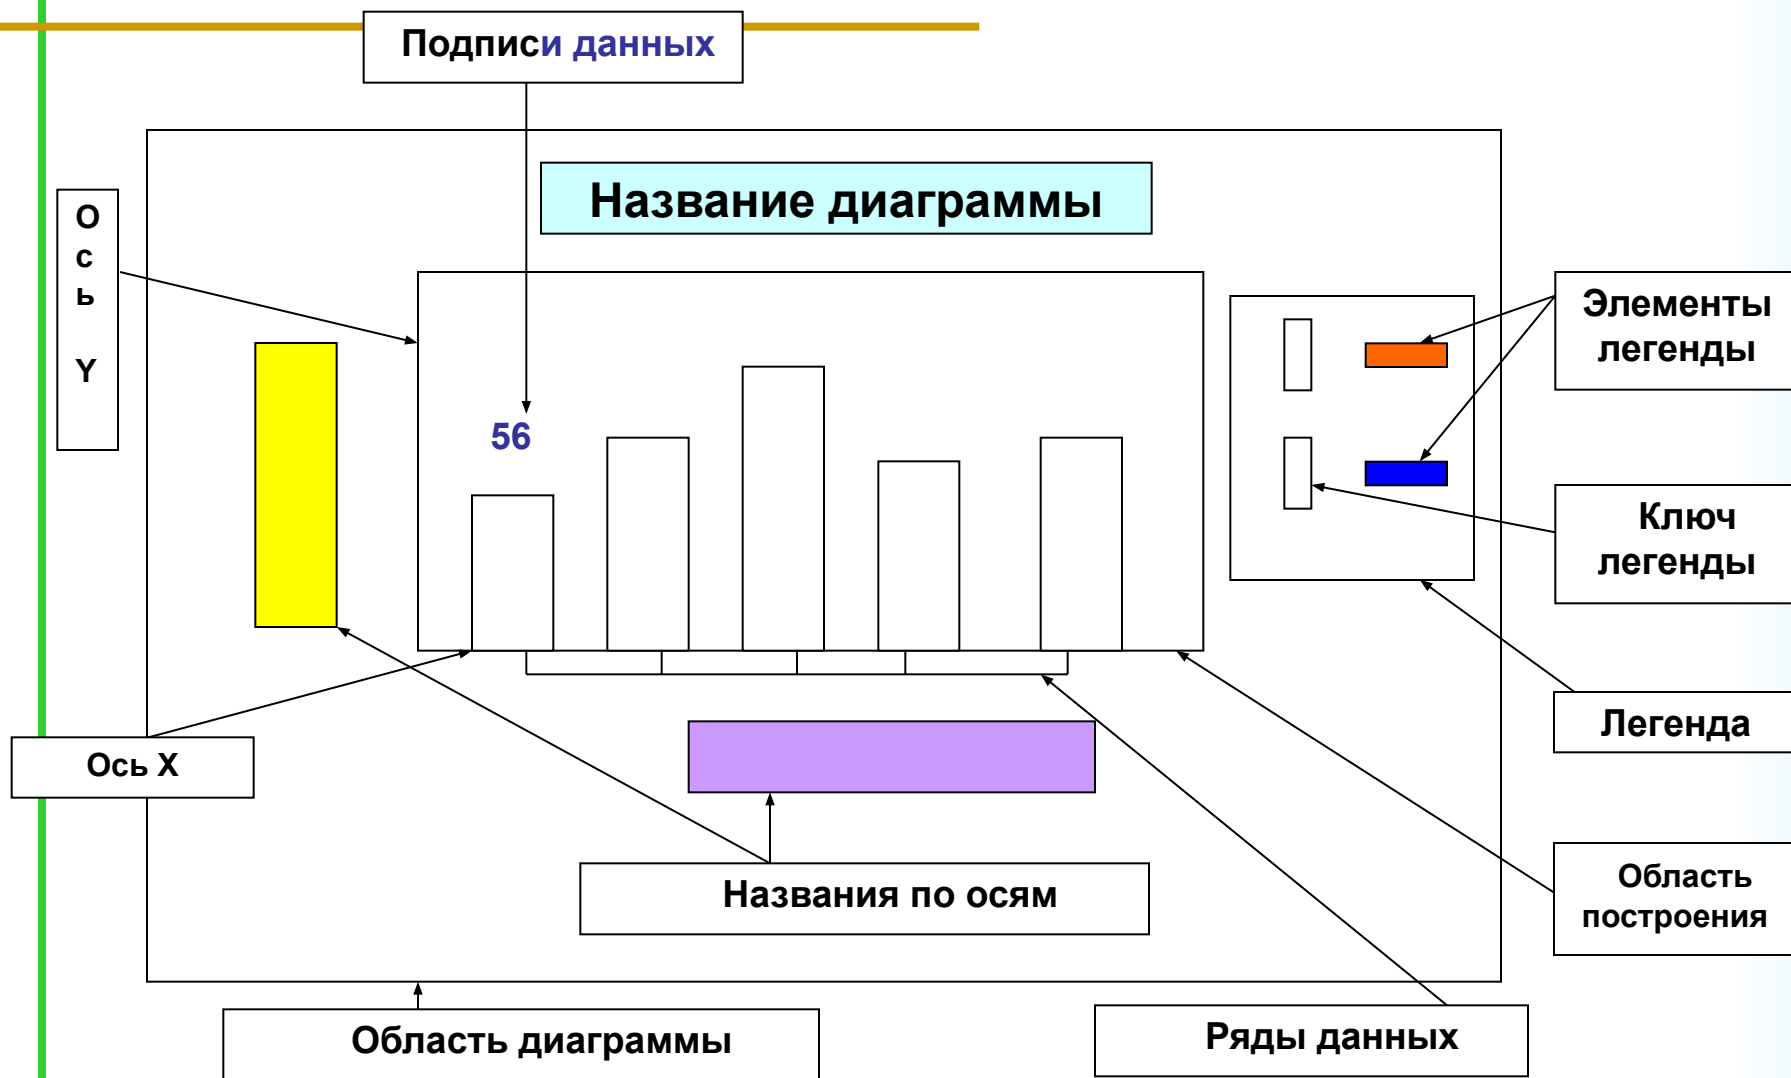 Подписи данных
Название диаграммы
О
с
ь
Y
56
Элементы
легенды
Ключ
легенды
Легенда
Ось X
Названия по осям
Область
построения
Область диаграммы
Ряды данных